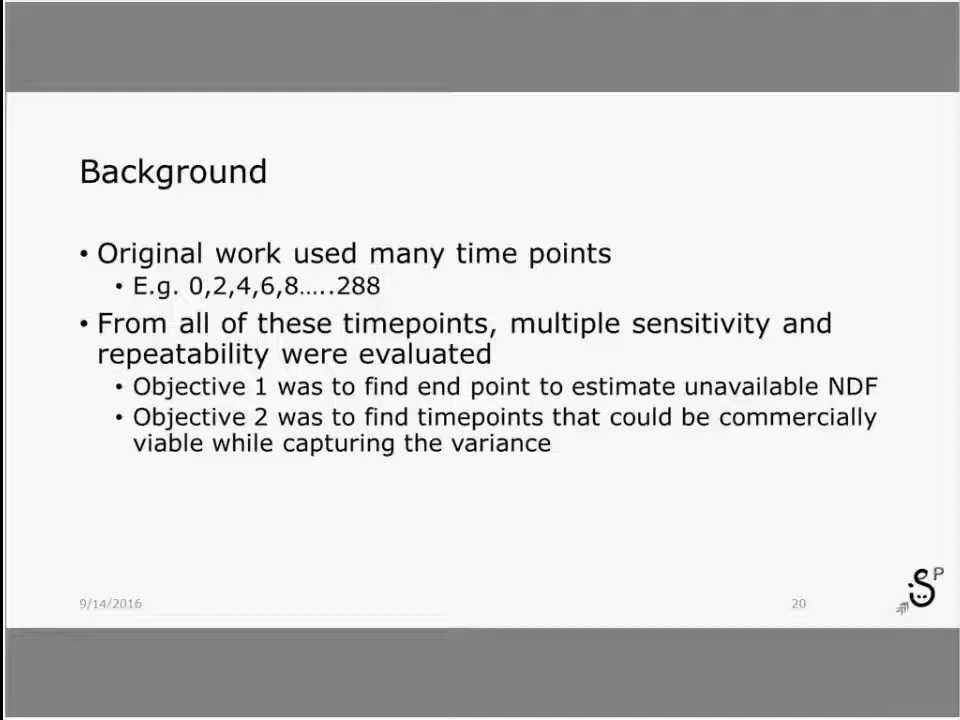 Background
• Original work used many time points
• E.g. 0,2,4,6,8…..288
• From all of these timepoints, multiple sensitivity and
repeatability were evaluated
• Objective 1 was to find end point to estimate unavailable NDF
• Objective 2 was to find timepoints that could be commercially
viable while capturing the variance
9/14/2016
20
S P